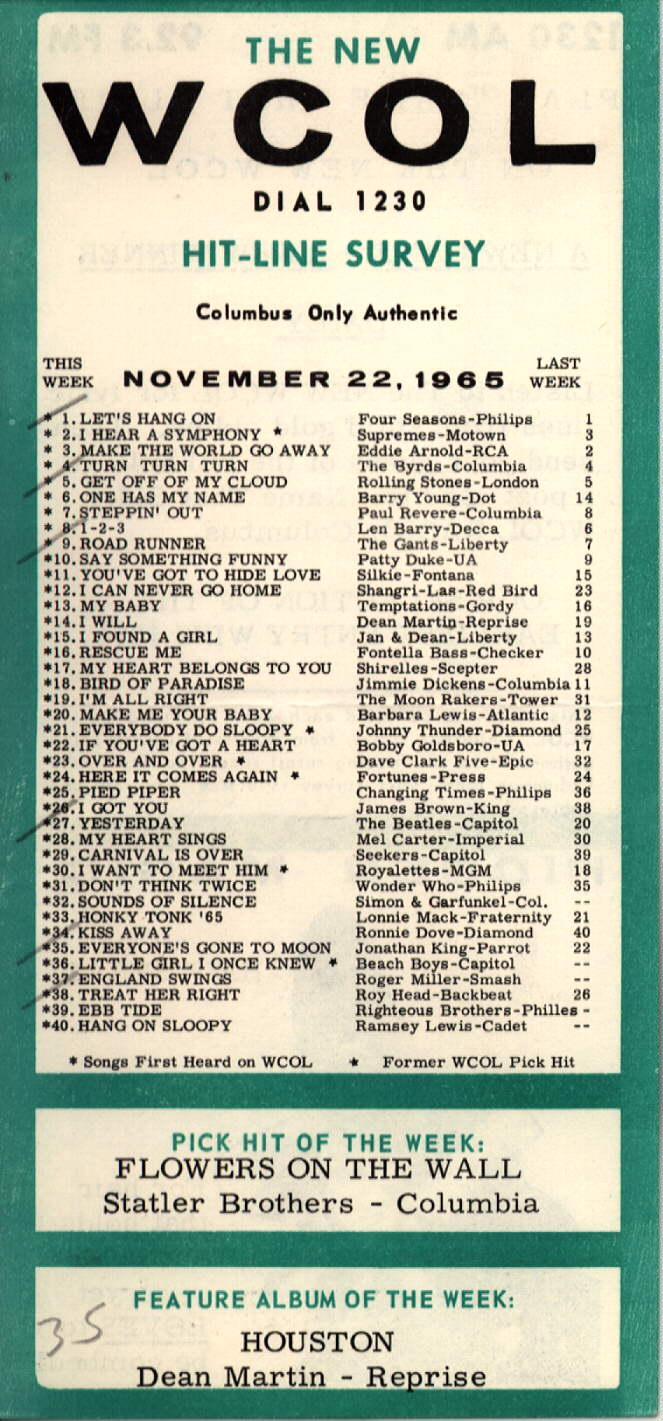 THE NEW
WCOL
DIAL 1230
HIT-LINE SURVEY
Columbus Only Authentic
THIS WEEK NOVEMBER 22, 1965 LAST WEEK
* 1. LET'S HANG ON Four Seasons-Philips 1
* 2. I HEAR A SYMPHONY * Supremes-Motown 3
* 3. MAKE THE WORLD GO AWAY Eddie Arnold-RCA 2
* 4. TURN TURN TURN The Byrds-Columbia 4
* 5. GET OFF OF MY CLOUD Rolling Stones-London 5
* 6. ONE HAS MY NAME Barry Young-Dot 14
* 7. STEPPIN' OUT Paul Revere-Columbia 8
* 8. 1-2-3 Len Barry-Decca 6
* 9. ROAD RUNNER The Gants-Liberty 7
*10. SAY SOMETHING FUNNY Patty Duke-UA 9
*11. YOU'VE GOT TO HIDE LOVE Silkie-Fontana 15
*12. I CAN NEVER GO HOME Shangri-Las-Red Bird 23
*13. MY BABY Temptations-Gordy 16
*14. I WILL Dean Martin-Reprise 19
*15. I FOUND A GIRL Jan & Dean-Liberty 13
*16. RESCUE ME Fontella Bass-Checker 10
*17. MY HEART BELONGS TO YOU Shirelles-Scepter 28
*18. BIRD OF PARADISE Jimmie Dickens-Columbia 11
*19. I'M ALL RIGHT The Moon Rakers-Tower 31
*20. MAKE ME YOUR BABY Barbara Lewis-Atlantic 12
*21. EVERYBODY DO SLOOPY * Johnny Thunder-Diamond 25
*22. IF YOU'VE GOT A HEART Bobby Goldsboro-UA 17
*23. OVER AND OVER * Dave Clark Five-Epic 32
*24. HERE IT COMES AGAIN * Fortunes-Press 24
*25. PIED PIPER Changing Times-Philips 36
*26. I GOT YOU James Brown-King 38
*27. YESTERDAY The Beatles-Capitol 20
*28. MY HEART SINGS Mel Carter-Imperial 30
*29. CARNIVAL IS OVER Seekers-Capitol 39
*30. I WANT TO MEET HIM * Royalettes-MGM 18
*31. DON'T THINK TWICE Wonder Who-Philips 35
*32. SOUNDS OF SILENCE Simon & Garfunkel-Col. --
*33. HONKY TONK '65 Lonnie Mack-Fraternity 21
*34. KISS AWAY Ronnie Dove-Diamond 40
*35. EVERYONE'S GONE TO MOON Jonathan King-Parrot 22
*36. LITTLE GIRL I ONCE KNEW * Beach Boys-Capitol --
*37. ENGLAND SWINGS Roger Miller-Smash --
*38. TREAT HER RIGHT Roy Head-Backbeat 26
*39. EBB TIDE Righteous Brothers-Philles -
*40. HANG ON SLOOPY Ramsey Lewis-Cadet --
* Songs First Heard on WCOL * Former WCOL Pick Hit
PICK HIT OF THE WEEK:
FLOWERS ON THE WALL
Statler Brothers - Columbia
FEATURE ALBUM OF THE WEEK:
35
HOUSTON
Dean Martin - Reprise